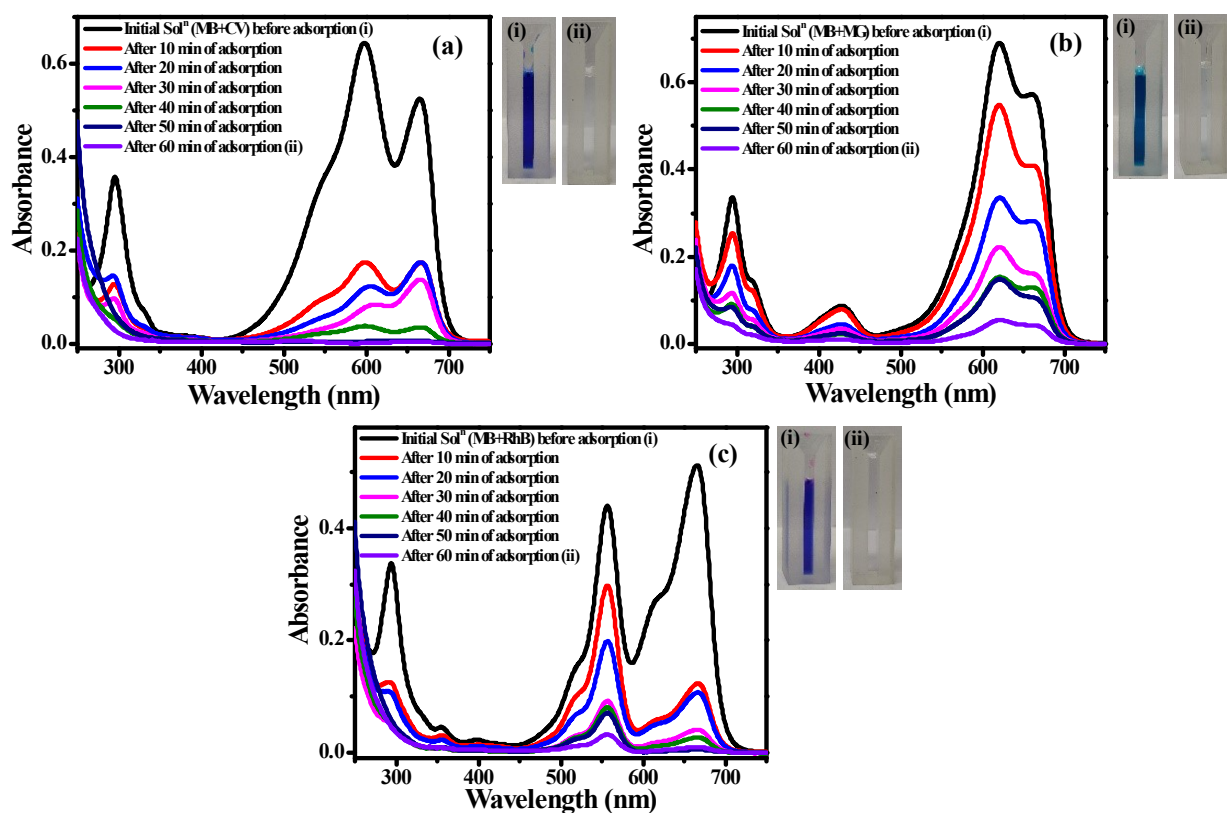 Initial Solⁿ (MB+CV) before adsorption (i)
After 10 min of adsorption
After 20 min of adsorption
After 30 min of adsorption
After 40 min of adsorption
After 50 min of adsorption
After 60 min of adsorption (ii)
(a)
(i)
(ii)
0.6
0.4
0.2
0.0
Absorbance
300 400 500 600 700
Wavelength (nm)
Initial Solⁿ (MB+MG) before adsorption (i)
After 10 min of adsorption
After 20 min of adsorption
After 30 min of adsorption
After 40 min of adsorption
After 50 min of adsorption
After 60 min of adsorption (ii)
(b)
(i)
(ii)
0.6
0.4
0.2
0.0
Absorbance
300 400 500 600 700
Wavelength (nm)
Initial Solⁿ (MB+RhB) before adsorption (i)
After 10 min of adsorption
After 20 min of adsorption
After 30 min of adsorption
After 40 min of adsorption
After 50 min of adsorption
After 60 min of adsorption (ii)
(c)
(i)
(ii)
0.4
0.2
0.0
Absorbance
300 400 500 600 700
Wavelength (nm)